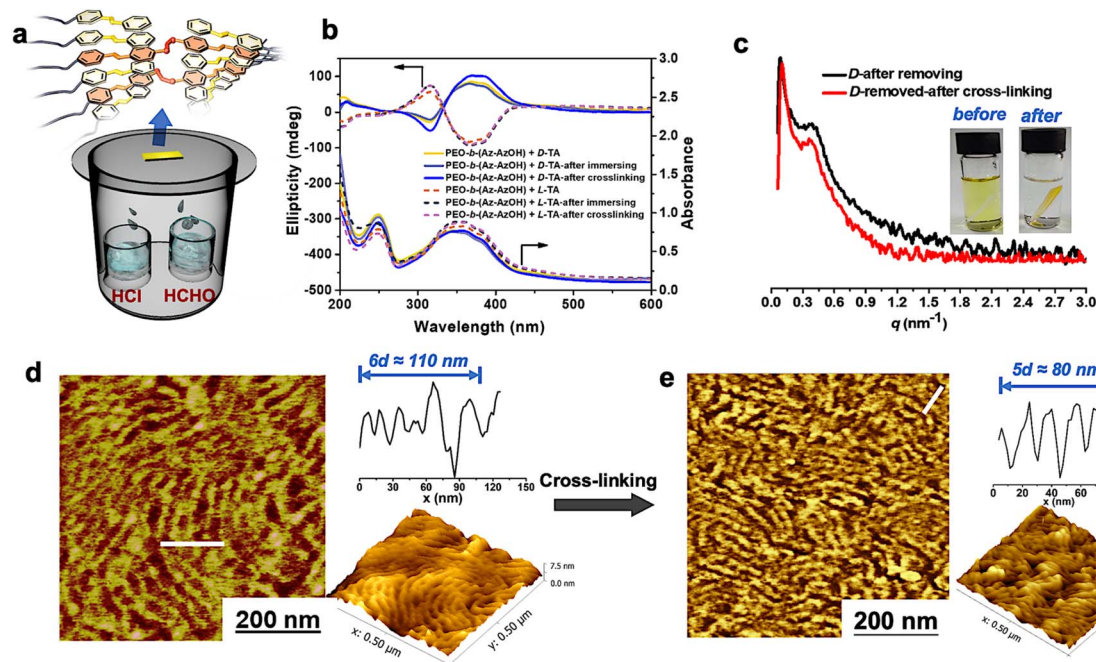 a
HCl
HCHO
b
Ellipticity (mdeg)
100
50
0
-50
-100
-150
-200
-250
-300
-350
-400
-450
-500
PEO-b-(Az-AzOH) + D-TA
PEO-b-(Az-AzOH) + D-TA-after immersing
PEO-b-(Az-AzOH) + D-TA-after crosslinking
PEO-b-(Az-AzOH) + L-TA
PEO-b-(Az-AzOH) + L-TA-after immersing
PEO-b-(Az-AzOH) + L-TA-after crosslinking
3.0
2.5
2.0
1.5
1.0
0.5
0.0
Absorbance
200 300 400 500 600
Wavelength (nm)
c
D-after removing
D-removed-after cross-linking
before after
0.0 0.3 0.6 0.9 1.2 1.5 1.8 2.1 2.4 2.7 3.0
q (nm⁻¹)
d
200 nm
6d ≈ 110 nm
0 30 60 90 120 150
x (nm)
7.5 nm
0.0 nm
x: 0.50 µm
y: 0.50 µm
Cross-linking
e
200 nm
5d ≈ 80 nm
0 20 40 60
x (nm)
x: 0.50 µm